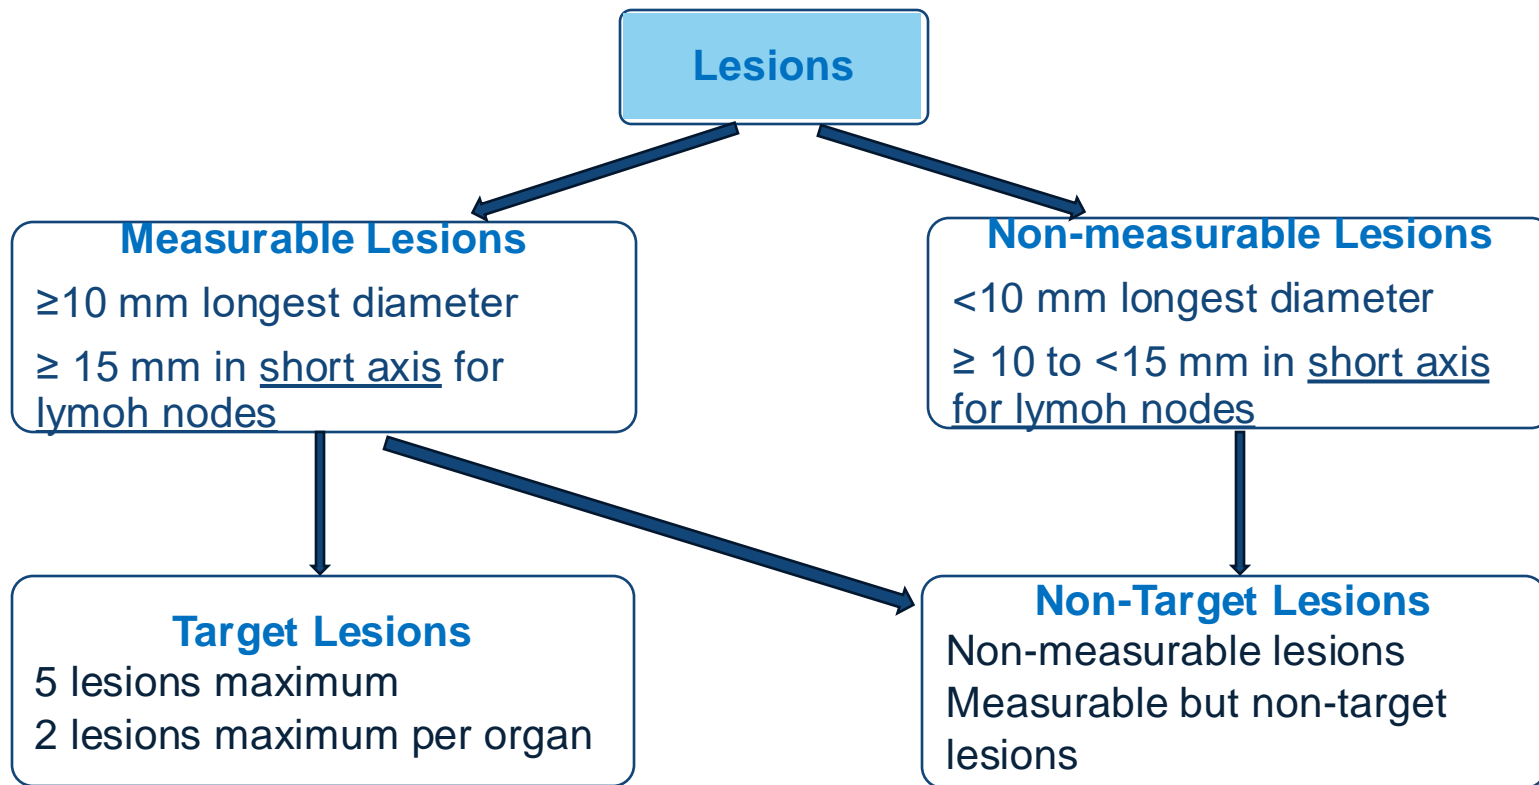 Lesions
Measurable Lesions
≥10 mm longest diameter
≥ 15 mm in short axis for
lymoh nodes
Non-measurable Lesions
<10 mm longest diameter
≥ 10 to <15 mm in short axis
for lymoh nodes
Target Lesions
5 lesions maximum
2 lesions maximum per organ
Non-Target Lesions
Non-measurable lesions
Measurable but non-target
lesions